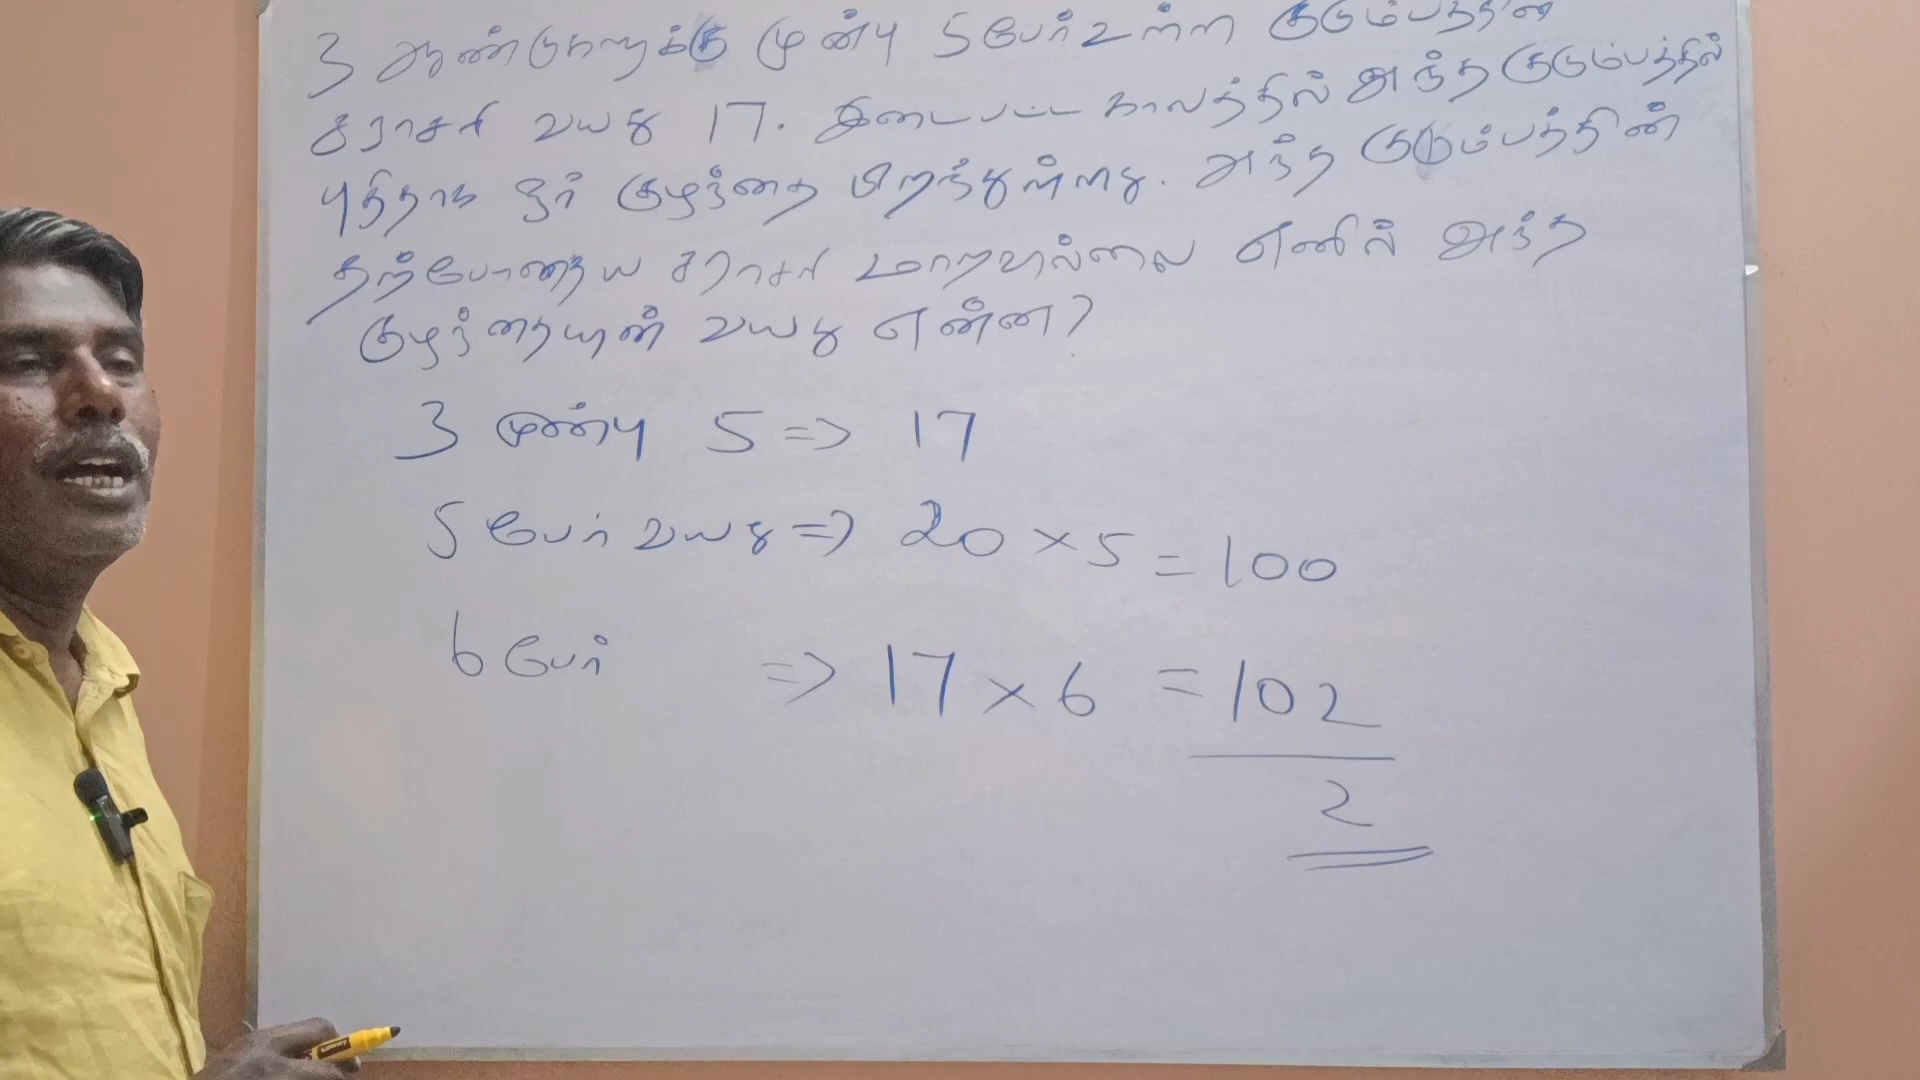 3 ஆண்டுகளுக்கு முன்பு 5 பேர் உள்ள குடும்பத்தின்
சராசரி வயது 17. இடைபட்ட காலத்தில் அந்த குடும்பத்தில்
புதிதாக ஓர் குழந்தை பிறந்துள்ளது. அந்த குடும்பத்தின்
தற்போதைய சராசரி மாறவில்லை எனில் அந்த
குழந்தையின் வயது என்ன?
3 முன்பு 5 => 17
5 பேர் வயது => 20 × 5 = 100
6 பேர் => 17 × 6 = 102
2